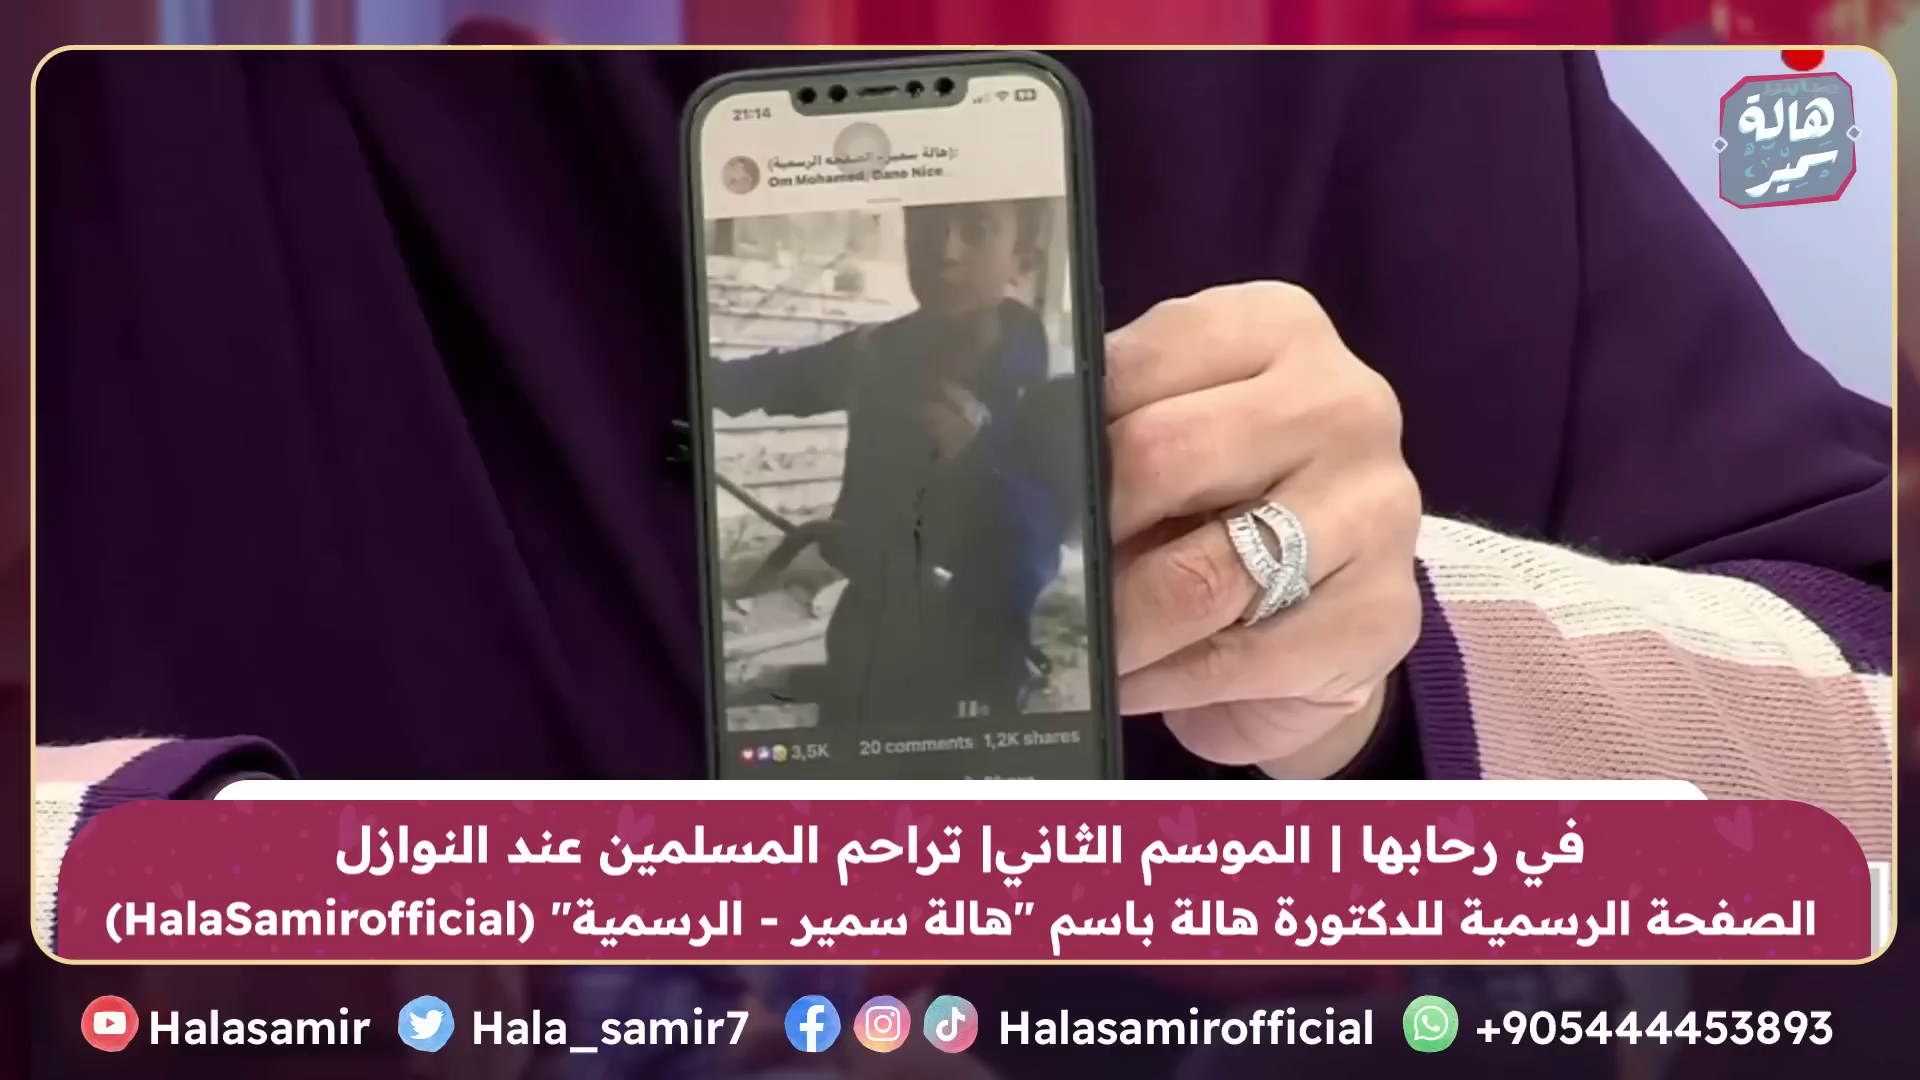 هالة
سمير
21:14
(هالة سمير - الصفحة الرسمية):
Om Mohamed, Dano Nice
3,5K 20 comments 1,2K shares
في رحابها | الموسم الثاني| تراحم المسلمين عند النوازل
الصفحة الرسمية للدكتورة هالة باسم "هالة سمير - الرسمية" (HalaSamirofficial)
Halasamir Hala_samir7 Halasamirofficial +905444453893